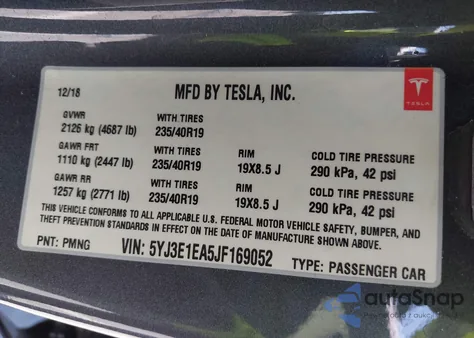 12/18 MFD BY TESLA, INC. TESLA
GVWR WITH TIRES
2126 kg (4687 lb) 235/40R19
GAWR FRT WITH TIRES RIM COLD TIRE PRESSURE
1110 kg (2447 lb) 235/40R19 19X8.5 J 290 kPa, 42 psi
GAWR RR WITH TIRES RIM COLD TIRE PRESSURE
1257 kg (2771 lb) 235/40R19 19X8.5 J 290 kPa, 42 psi
THIS VEHICLE CONFORMS TO ALL APPLICABLE U.S. FEDERAL MOTOR VEHICLE SAFETY, BUMPER, AND
THEFT PREVENTION STANDARDS IN EFFECT ON THE DATE OF MANUFACTURE SHOWN ABOVE.
PNT: PMNG VIN: 5YJ3E1EA5JF169052 TYPE: PASSENGER CAR
autoSnap